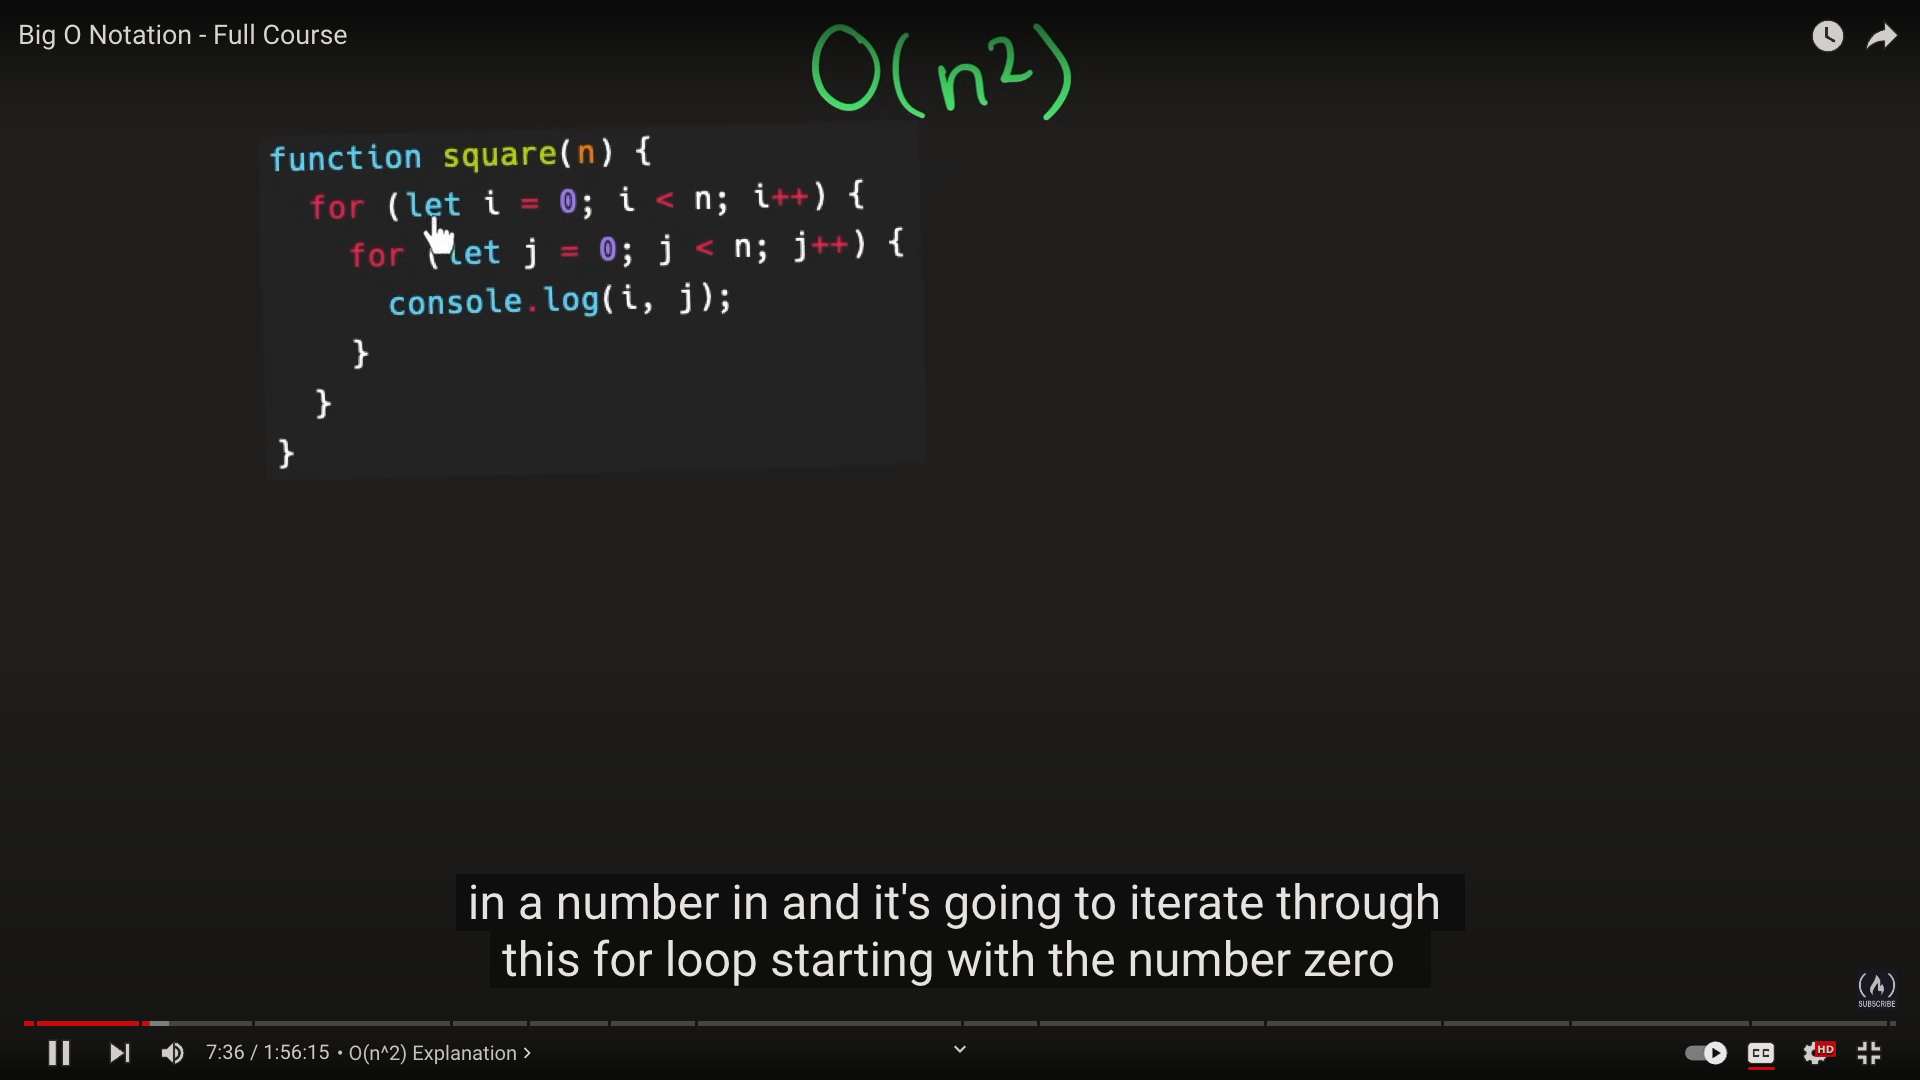 Big O Notation - Full Course
O(n²)
function square(n) {
for (let i = 0; i < n; i++) {
for (let j = 0; j < n; j++) {
console.log(i, j);
}
}
}
in a number in and it's going to iterate through
this for loop starting with the number zero
SUBSCRIBE
7:36 / 1:56:15 • O(n^2) Explanation >
CC
HD